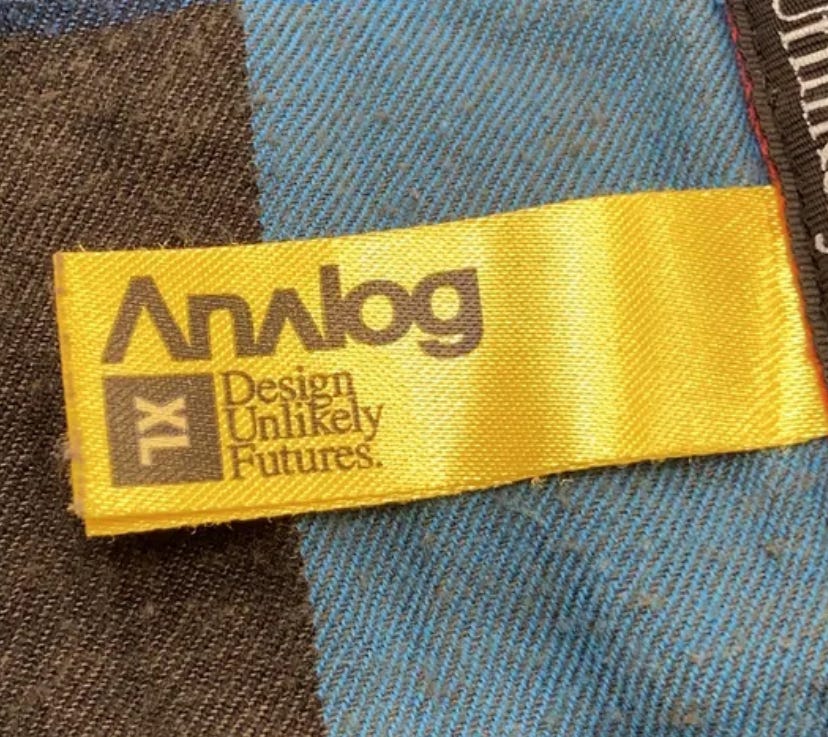 Analog
XL
Design
Unlikely
Futures.